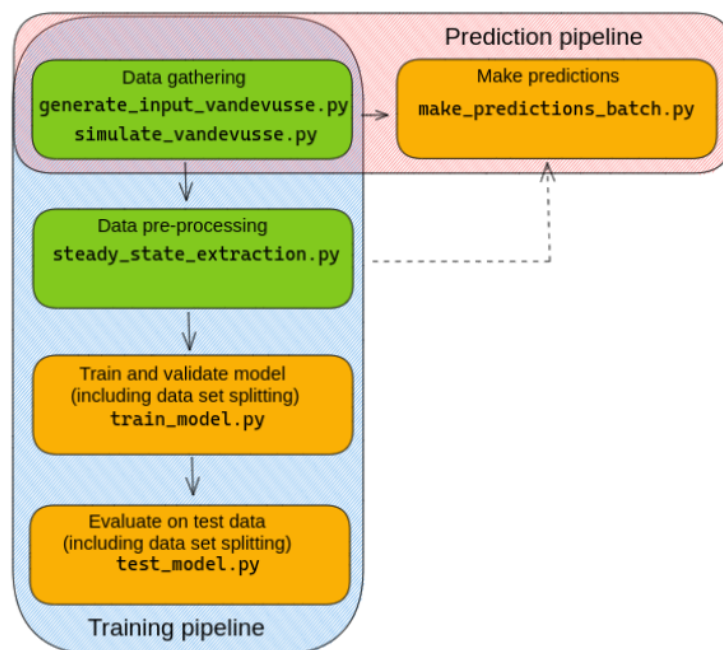 Prediction pipeline
Data gathering
generate_input_vandevusse.py
simulate_vandevusse.py
Make predictions
make_predictions_batch.py
Data pre-processing
steady_state_extraction.py
Train and validate model
(including data set splitting)
train_model.py
Evaluate on test data
(including data set splitting)
test_model.py
Training pipeline